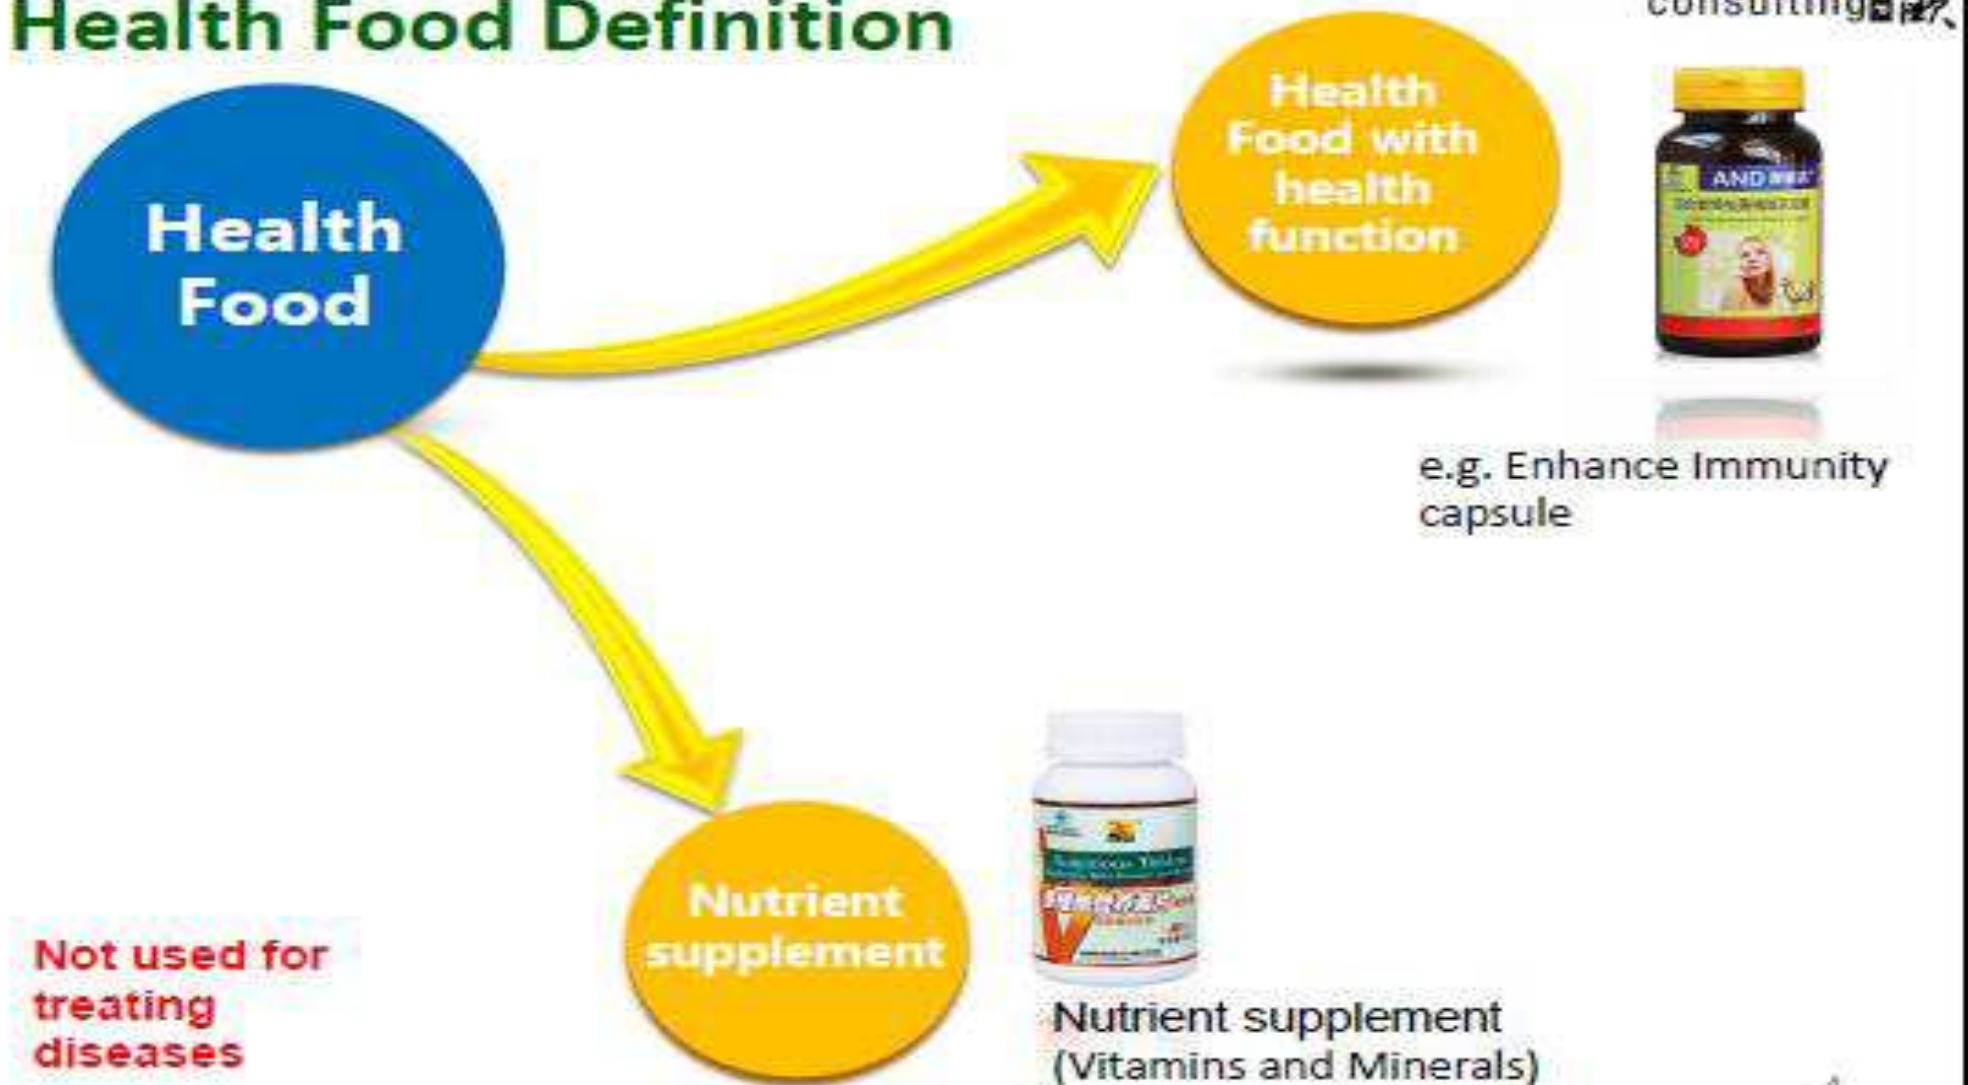 Health Food Definition
consulting
Health
Food
Health
Food with
health
function
AND
e.g. Enhance Immunity
capsule
Nutrient
supplement
Not used for
treating
diseases
Nutrient supplement
(Vitamins and Minerals)